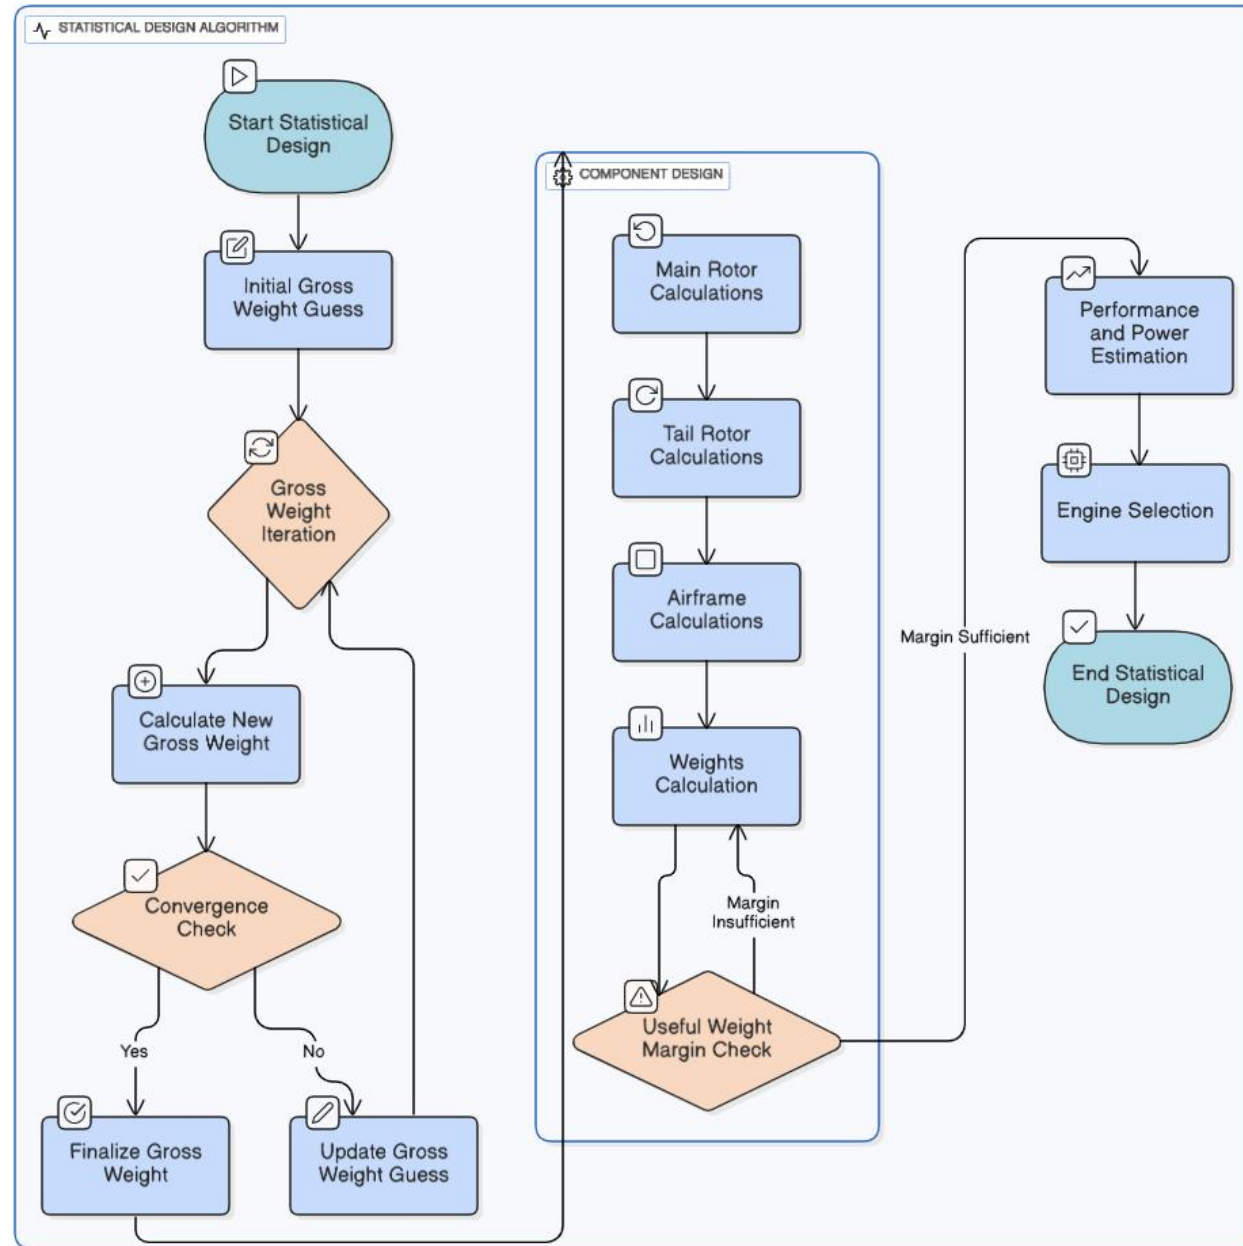 STATISTICAL DESIGN ALGORITHM
Start Statistical
Design
Initial Gross
Weight Guess
Gross
Weight
Iteration
Calculate New
Gross Weight
Convergence
Check
Yes
No
Finalize Gross
Weight
Update Gross
Weight Guess
COMPONENT DESIGN
Main Rotor
Calculations
Tail Rotor
Calculations
Airframe
Calculations
Weights
Calculation
Margin
Insufficient
Useful Weight
Margin Check
Margin Sufficient
Performance
and Power
Estimation
Engine Selection
End Statistical
Design